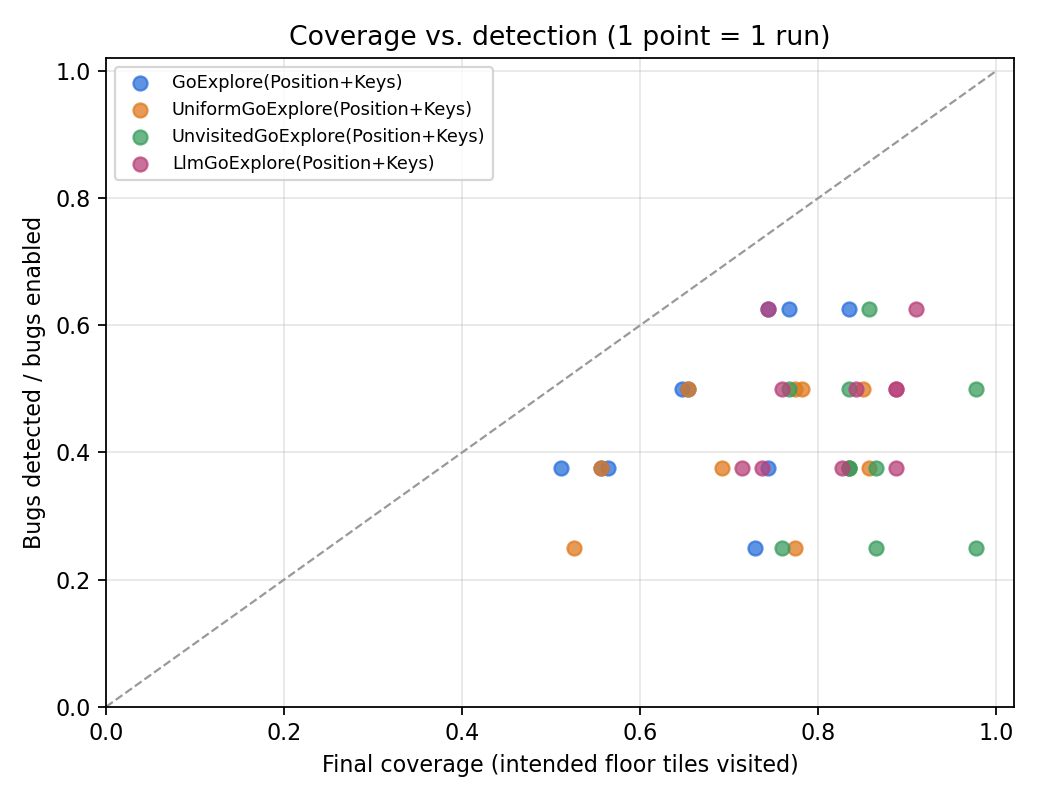 Coverage vs. detection (1 point = 1 run)
GoExplore(Position+Keys)
UniformGoExplore(Position+Keys)
UnvisitedGoExplore(Position+Keys)
LlmGoExplore(Position+Keys)
Bugs detected / bugs enabled
1.0
0.8
0.6
0.4
0.2
0.0
0.0 0.2 0.4 0.6 0.8 1.0
Final coverage (intended floor tiles visited)